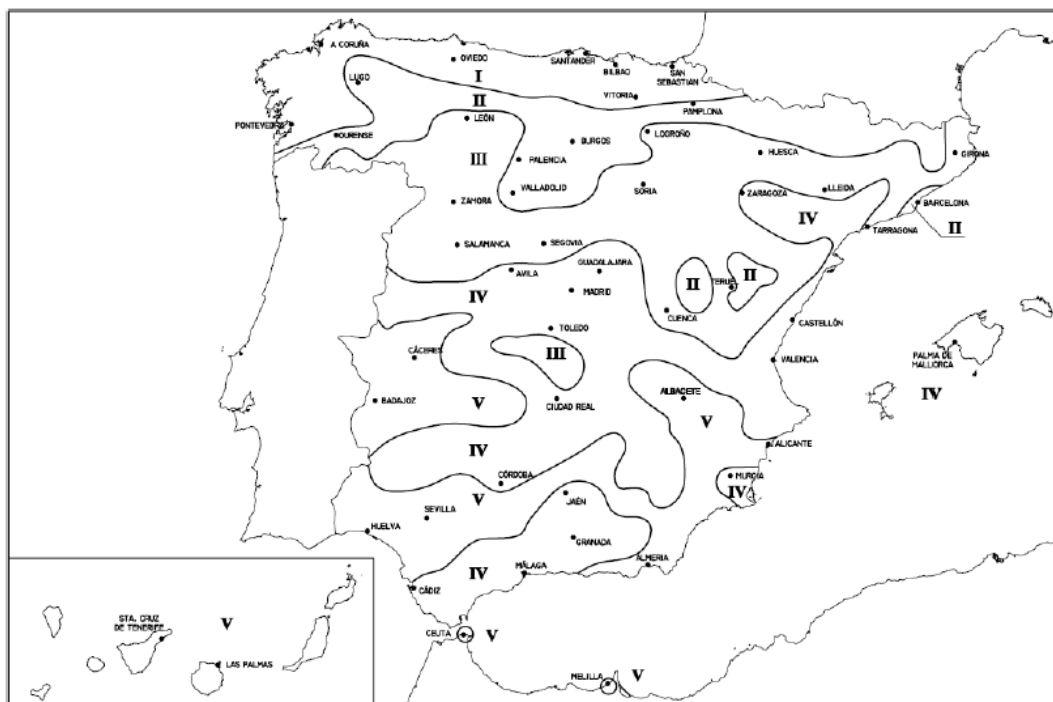 A CORUÑA
OVIEDO
SANTANDER
BILBAO
SAN
SEBASTIAN
LUGO
I
VITORIA
II
PAMPLONA
PONTEVEDRA
LEÓN
OURENSE
LOGROÑO
BURGOS
HUESCA
GIRONA
III
PALENCIA
VALLADOLID
SORIA
ZARAGOZA
LLEIDA
ZAMORA
BARCELONA
IV
TARRAGONA
II
SALAMANCA
SEGOVIA
GUADALAJARA
AVILA
TERUEL
II
II
IV
MADRID
CUENCA
CASTELLÓN
TOLEDO
CÁCERES
III
VALENCIA
PALMA DE
MALLORCA
IV
ALBACETE
BADAJOZ
V
CIUDAD REAL
V
IV
ALICANTE
CÓRDOBA
MURCIA
IV
V
JAÉN
SEVILLA
HUELVA
GRANADA
ALMERIA
IV
MÁLAGA
CÁDIZ
STA. CRUZ
DE TENERIFE
V
CEUTA
V
LAS PALMAS
MELILLA
V